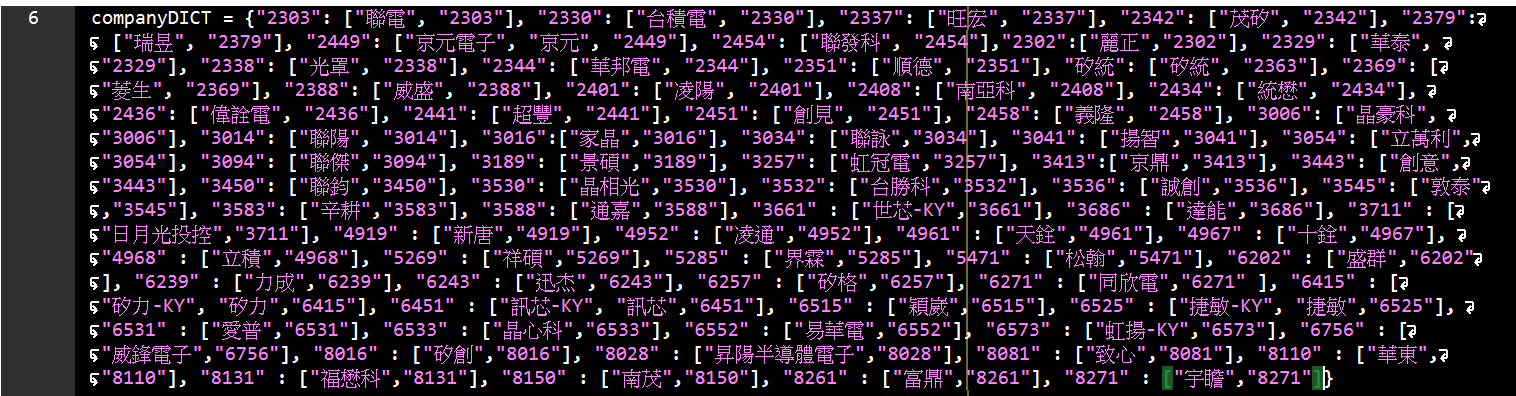 6 companyDICT = {"2303": ["聯電", "2303"], "2330": ["台積電", "2330"], "2337": ["旺宏", "2337"], "2342": ["茂矽", "2342"], "2379":
["瑞昱", "2379"], "2449": ["京元電子", "京元", "2449"], "2454": ["聯發科", "2454"],"2302":["麗正","2302"], "2329": ["華泰",
"2329"], "2338": ["光罩", "2338"], "2344": ["華邦電", "2344"], "2351": ["順德", "2351"], "矽統": ["矽統", "2363"], "2369": [
"菱生", "2369"], "2388": ["威盛", "2388"], "2401": ["凌陽", "2401"], "2408": ["南亞科", "2408"], "2434": ["統懋", "2434"],
"2436": ["偉詮電", "2436"], "2441": ["超豐", "2441"], "2451": ["創見", "2451"], "2458": ["義隆", "2458"], "3006": ["晶豪科",
"3006"], "3014": ["聯陽", "3014"], "3016":["家晶","3016"], "3034": ["聯詠","3034"], "3041": ["揚智","3041"], "3054": ["立萬利",
"3054"], "3094": ["聯傑","3094"], "3189": ["景碩","3189"], "3257": ["虹冠電","3257"], "3413":["京鼎","3413"], "3443": ["創意",
"3443"], "3450": ["聯鈞","3450"], "3530": ["晶相光","3530"], "3532": ["台勝科","3532"], "3536": ["誠創","3536"], "3545": ["敦泰"
,"3545"], "3583": ["辛耕","3583"], "3588": ["通嘉","3588"], "3661" : ["世芯-KY","3661"], "3686" : ["達能","3686"], "3711" : [
"日月光投控","3711"], "4919" : ["新唐","4919"], "4952" : ["凌通","4952"], "4961" : ["天鈺","4961"], "4967" : ["十銓","4967"],
"4968" : ["立積","4968"], "5269" : ["祥碩","5269"], "5285" : ["界霖","5285"], "5471" : ["松翰","5471"], "6202" : ["盛群","6202"
], "6239" : ["力成","6239"], "6243" : ["迅杰","6243"], "6257" : ["矽格","6257"], "6271" : ["同欣電","6271" ], "6415" : [
"矽力-KY", "矽力","6415"], "6451" : ["訊芯-KY", "訊芯","6451"], "6515" : ["穎崴","6515"], "6525" : ["捷敏-KY", "捷敏","6525"],
"6531" : ["愛普","6531"], "6533" : ["晶心科","6533"], "6552" : ["易華電","6552"], "6573" : ["虹揚-KY","6573"], "6756" : [
"威鋒電子","6756"], "8016" : ["矽創","8016"], "8028" : ["昇陽半導體電子","8028"], "8081" : ["致心","8081"], "8110" : ["華東",
"8110"], "8131" : ["福懋科","8131"], "8150" : ["南茂","8150"], "8261" : ["富鼎","8261"], "8271" : ["宇瞻","8271"]}